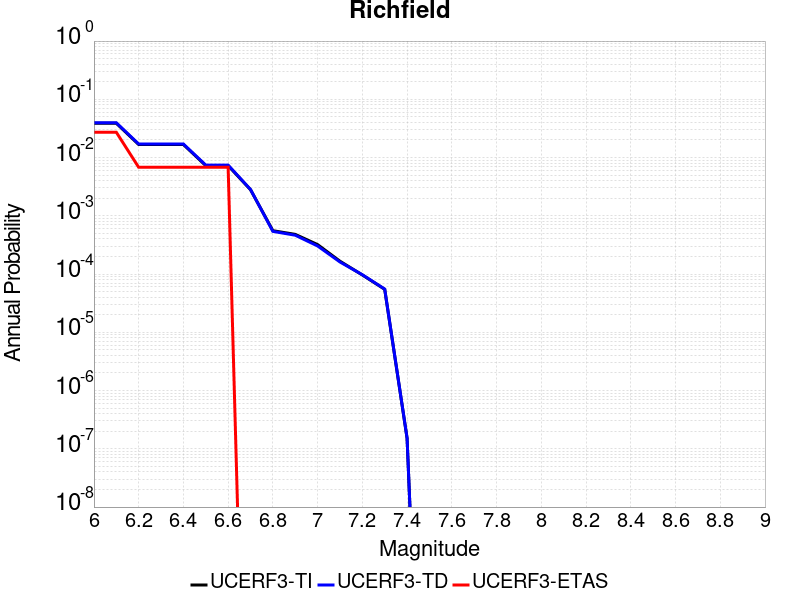 Richfield
10^0
10^-1
10^-2
10^-3
10^-4
10^-5
10^-6
10^-7
10^-8
Annual Probability
6 6.2 6.4 6.6 6.8 7 7.2 7.4 7.6 7.8 8 8.2 8.4 8.6 8.8 9
Magnitude
UCERF3-TI UCERF3-TD UCERF3-ETAS